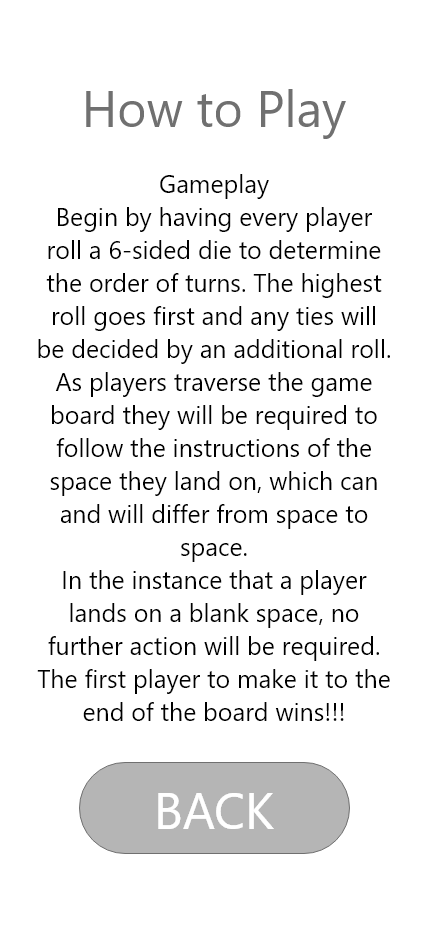 How to Play
Gameplay
Begin by having every player
roll a 6-sided die to determine
the order of turns. The highest
roll goes first and any ties will
be decided by an additional roll.
As players traverse the game
board they will be required to
follow the instructions of the
space they land on, which can
and will differ from space to
space.
In the instance that a player
lands on a blank space, no
further action will be required.
The first player to make it to the
end of the board wins!!!
BACK